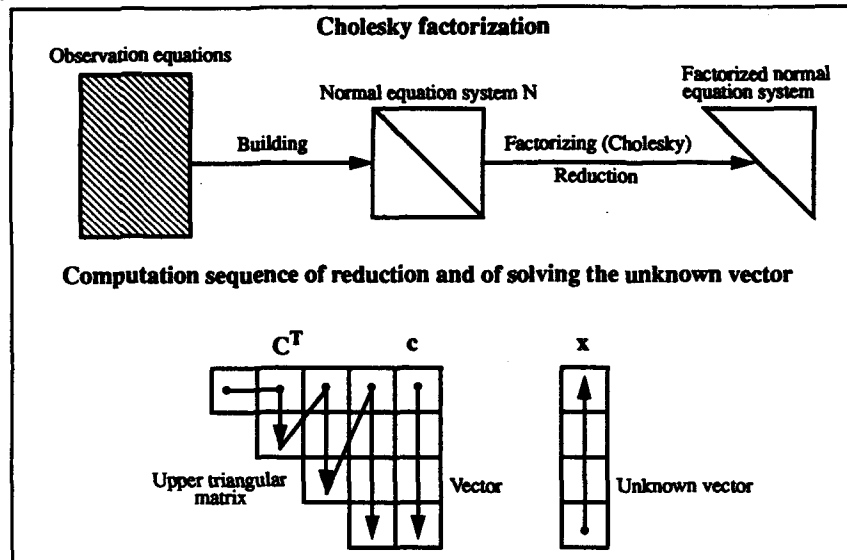 Cholesky factorization
Observation equations
Normal equation system N
Factorized normal
equation system
Building
Factorizing (Cholesky)
Reduction
Computation sequence of reduction and of solving the unknown vector
C^T
c
x
Upper triangular
matrix
Vector
Unknown vector